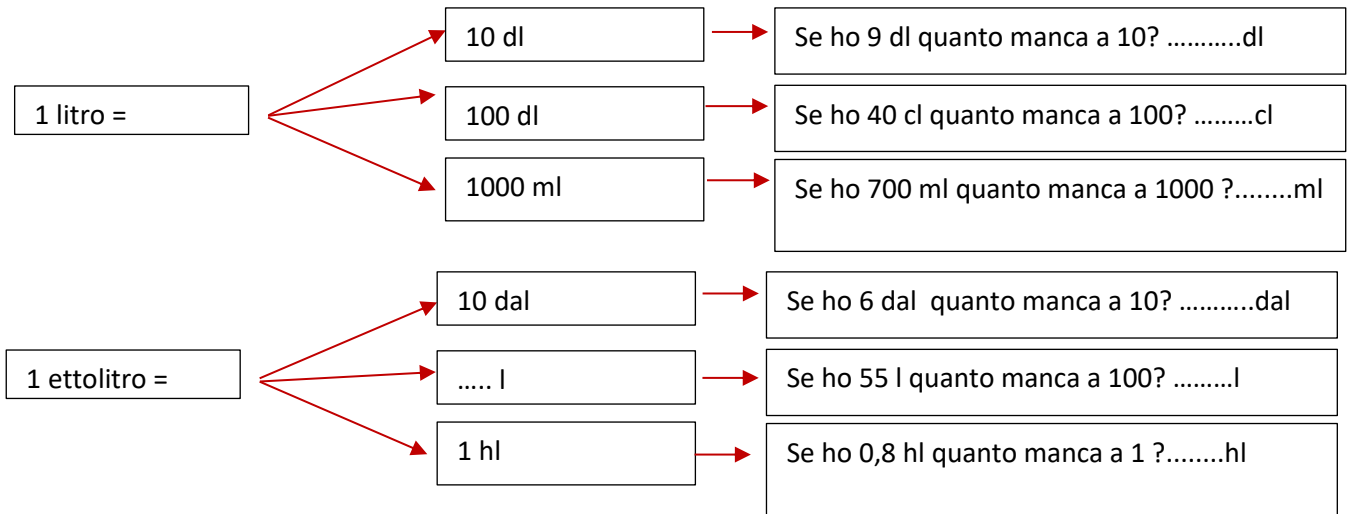 10 dl
Se ho 9 dl quanto manca a 10? ………..dl
1 litro =
100 dl
Se ho 40 cl quanto manca a 100? ………cl
1000 ml
Se ho 700 ml quanto manca a 1000 ?........ml
10 dal
Se ho 6 dal  quanto manca a 10? ………..dal
1 ettolitro =
….. l
Se ho 55 l quanto manca a 100? ………l
1 hl
Se ho 0,8 hl quanto manca a 1 ?........hl